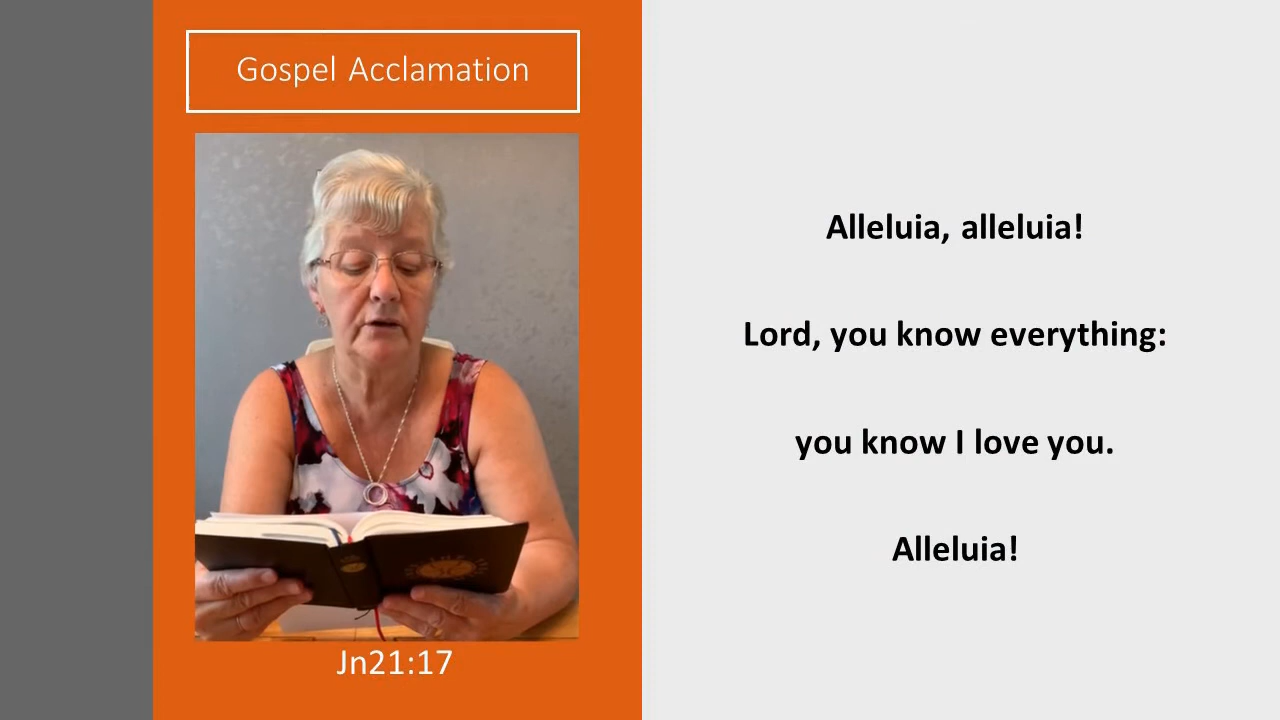 Gospel Acclamation
Jn21:17
Alleluia, alleluia!
Lord, you know everything:
you know I love you.
Alleluia!